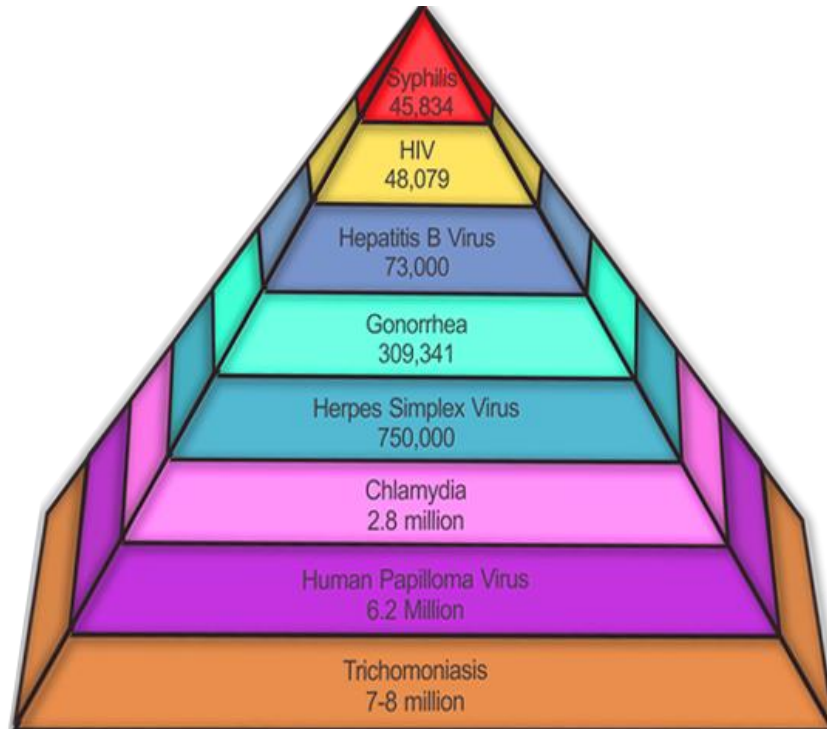 Syphilis
45,834
HIV
48,079
Hepatitis B Virus
73,000
Gonorrhea
309,341
Herpes Simplex Virus
750,000
Chlamydia
2.8 million
Human Papilloma Virus
6.2 Million
Trichomoniasis
7-8 million